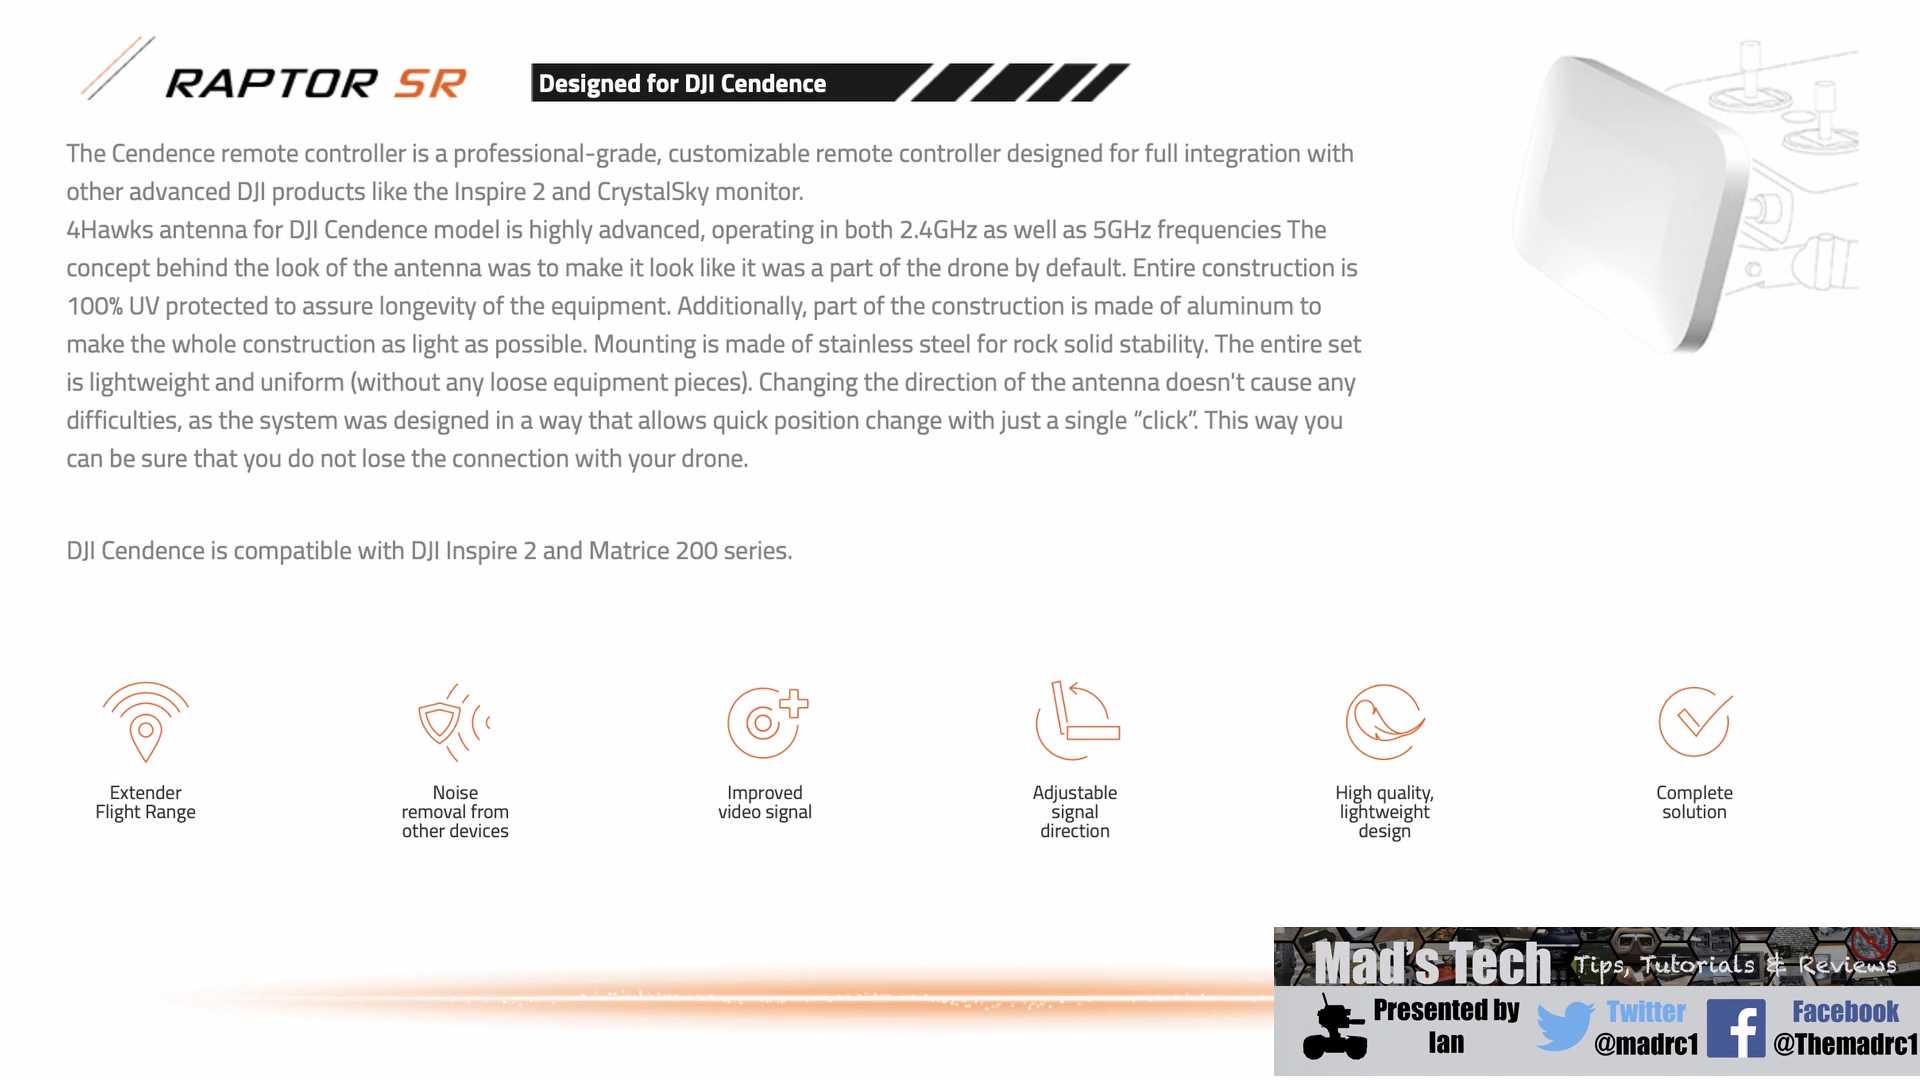 RAPTOR SR
Designed for DJI Cendence
The Cendence remote controller is a professional-grade, customizable remote controller designed for full integration with
other advanced DJI products like the Inspire 2 and CrystalSky monitor.
4Hawks antenna for DJI Cendence model is highly advanced, operating in both 2.4GHz as well as 5GHz frequencies The
concept behind the look of the antenna was to make it look like it was a part of the drone by default. Entire construction is
100% UV protected to assure longevity of the equipment. Additionally, part of the construction is made of aluminum to
make the whole construction as light as possible. Mounting is made of stainless steel for rock solid stability. The entire set
is lightweight and uniform (without any loose equipment pieces). Changing the direction of the antenna doesn't cause any
difficulties, as the system was designed in a way that allows quick position change with just a single “click”. This way you
can be sure that you do not lose the connection with your drone.
DJI Cendence is compatible with DJI Inspire 2 and Matrice 200 series.
Extender
Flight Range
Noise
removal from
other devices
Improved
video signal
Adjustable
signal
direction
High quality,
lightweight
design
Complete
solution
Mad's Tech Tips, Tutorials & Reviews
Presented by
Ian
Twitter
@madrc1
Facebook
@Themadrc1